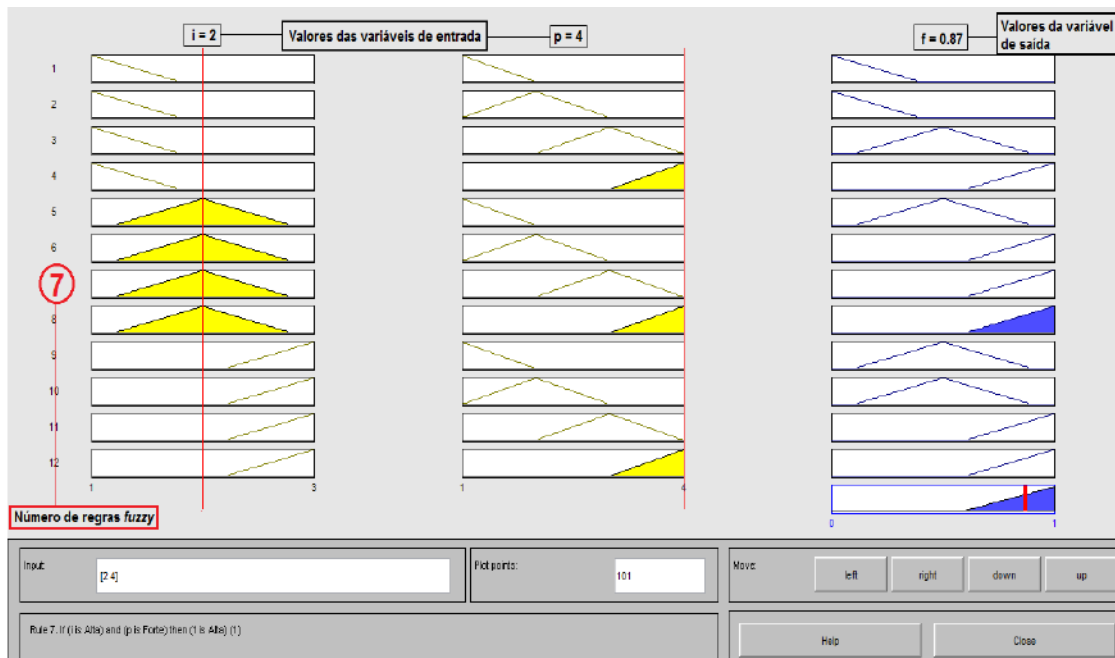 i = 2
Valores das variáveis de entrada
p = 4
f = 0.87
Valores da variável
de saída
1
2
3
4
5
6
7
8
9
10
11
12
1
3
1
4
0
1
Número de regras fuzzy
Input:
[2 4]
Plot points:
101
Move:
left
right
down
up
Rule 7. If (i is Alta) and (p is Forte) then (f is Alta) (1)
Help
Close